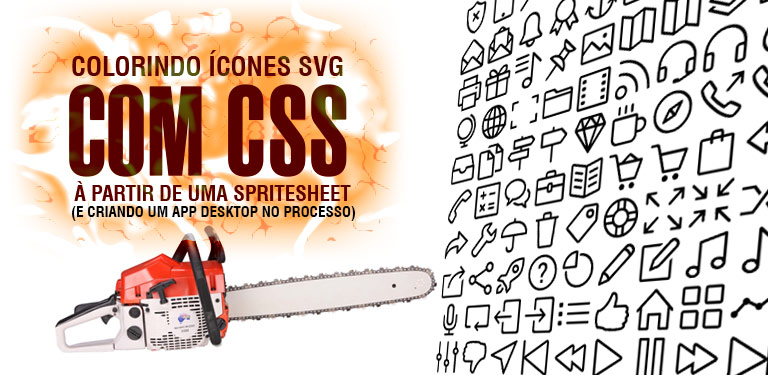 COLORINDO ÍCONES SVG
COM CSS
À PARTIR DE UMA SPRITESHEET
(E CRIANDO UM APP DESKTOP NO PROCESSO)